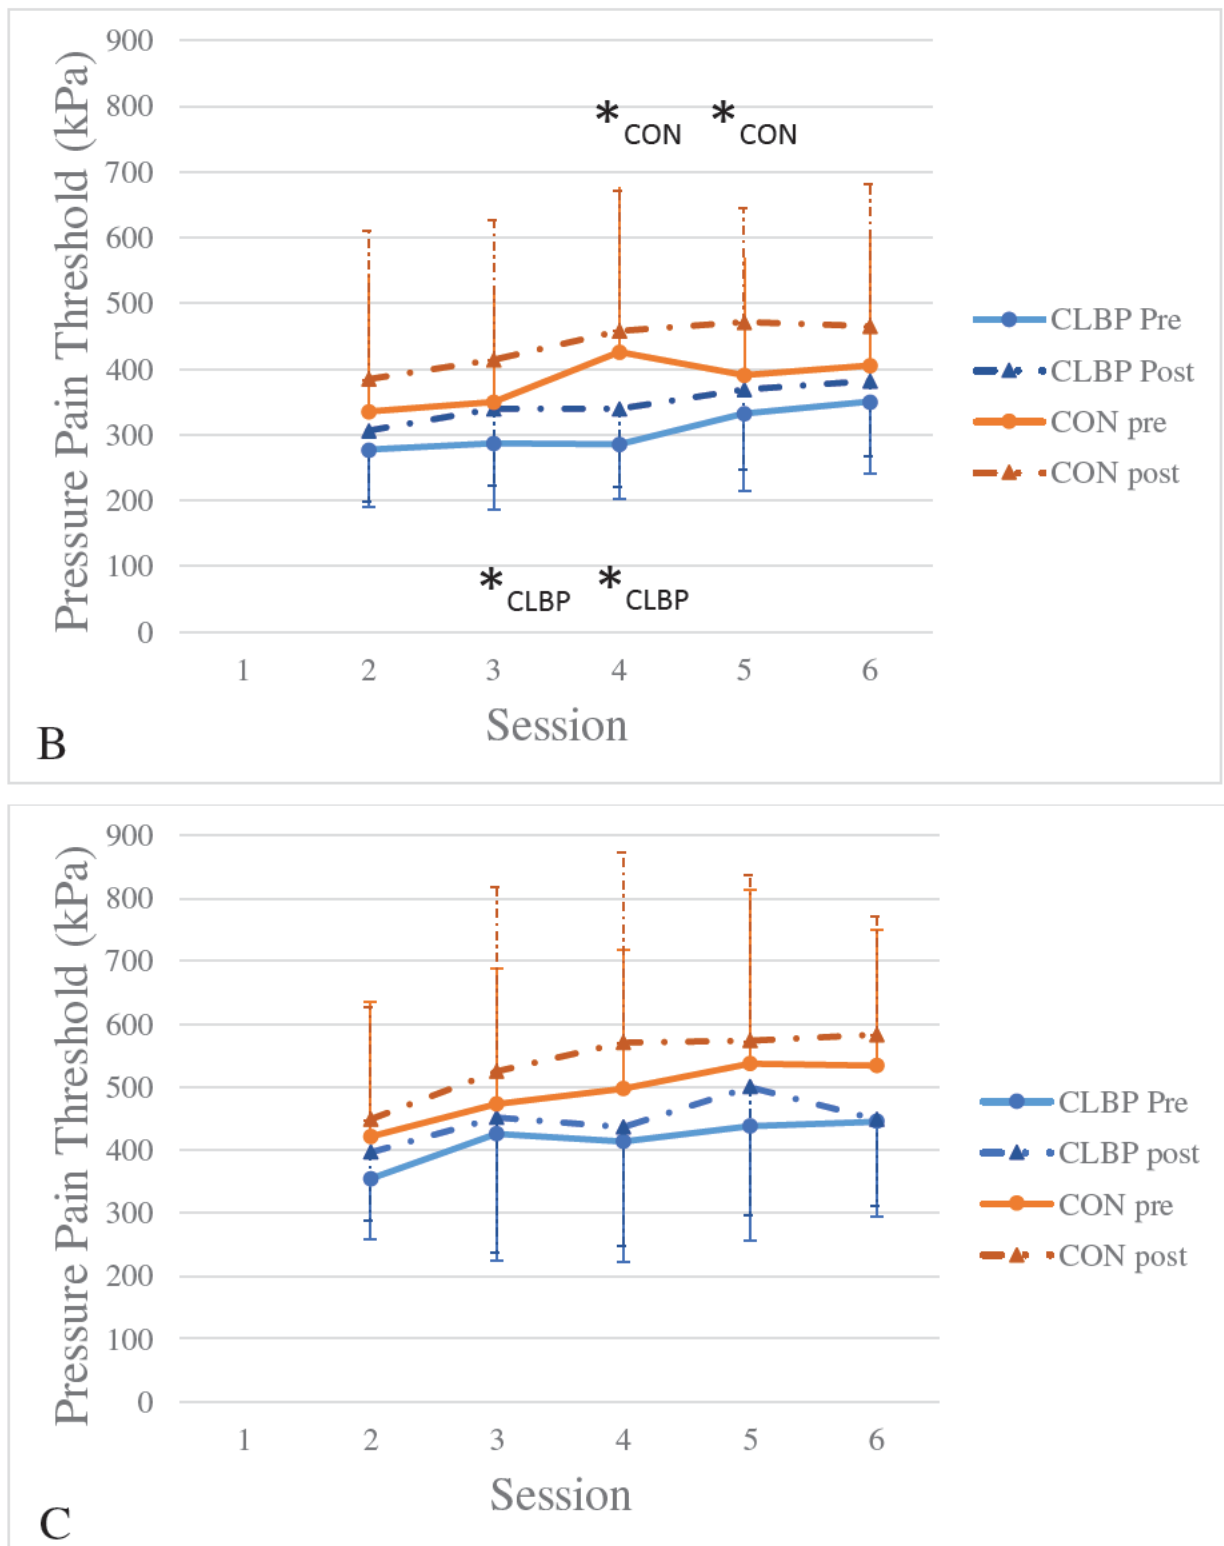 900
800
700
600
500
400
300
200
100
0
Pressure Pain Threshold (kPa)
* CON * CON
* CLBP * CLBP
1 2 3 4 5 6
Session
B
CLBP Pre
CLBP Post
CON pre
CON post
900
800
700
600
500
400
300
200
100
0
Pressure Pain Threshold (kPa)
1 2 3 4 5 6
Session
C
CLBP Pre
CLBP post
CON pre
CON post